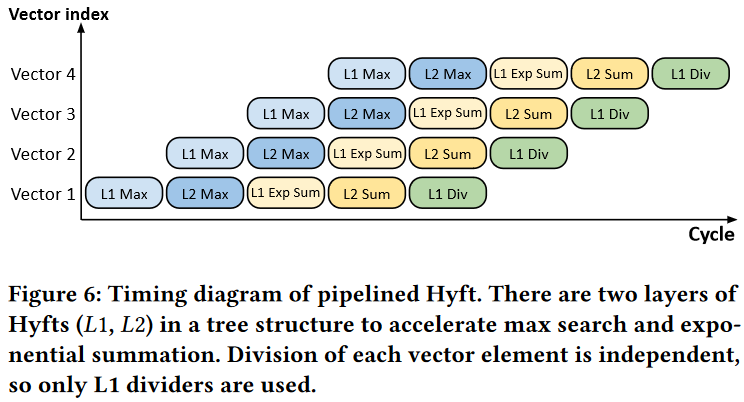 Vector index
Vector 4 L1 Max L2 Max L1 Exp Sum L2 Sum L1 Div
Vector 3 L1 Max L2 Max L1 Exp Sum L2 Sum L1 Div
Vector 2 L1 Max L2 Max L1 Exp Sum L2 Sum L1 Div
Vector 1 L1 Max L2 Max L1 Exp Sum L2 Sum L1 Div
Cycle
Figure 6: Timing diagram of pipelined Hyft. There are two layers of
Hyfts (L1, L2) in a tree structure to accelerate max search and expo-
nential summation. Division of each vector element is independent,
so only L1 dividers are used.